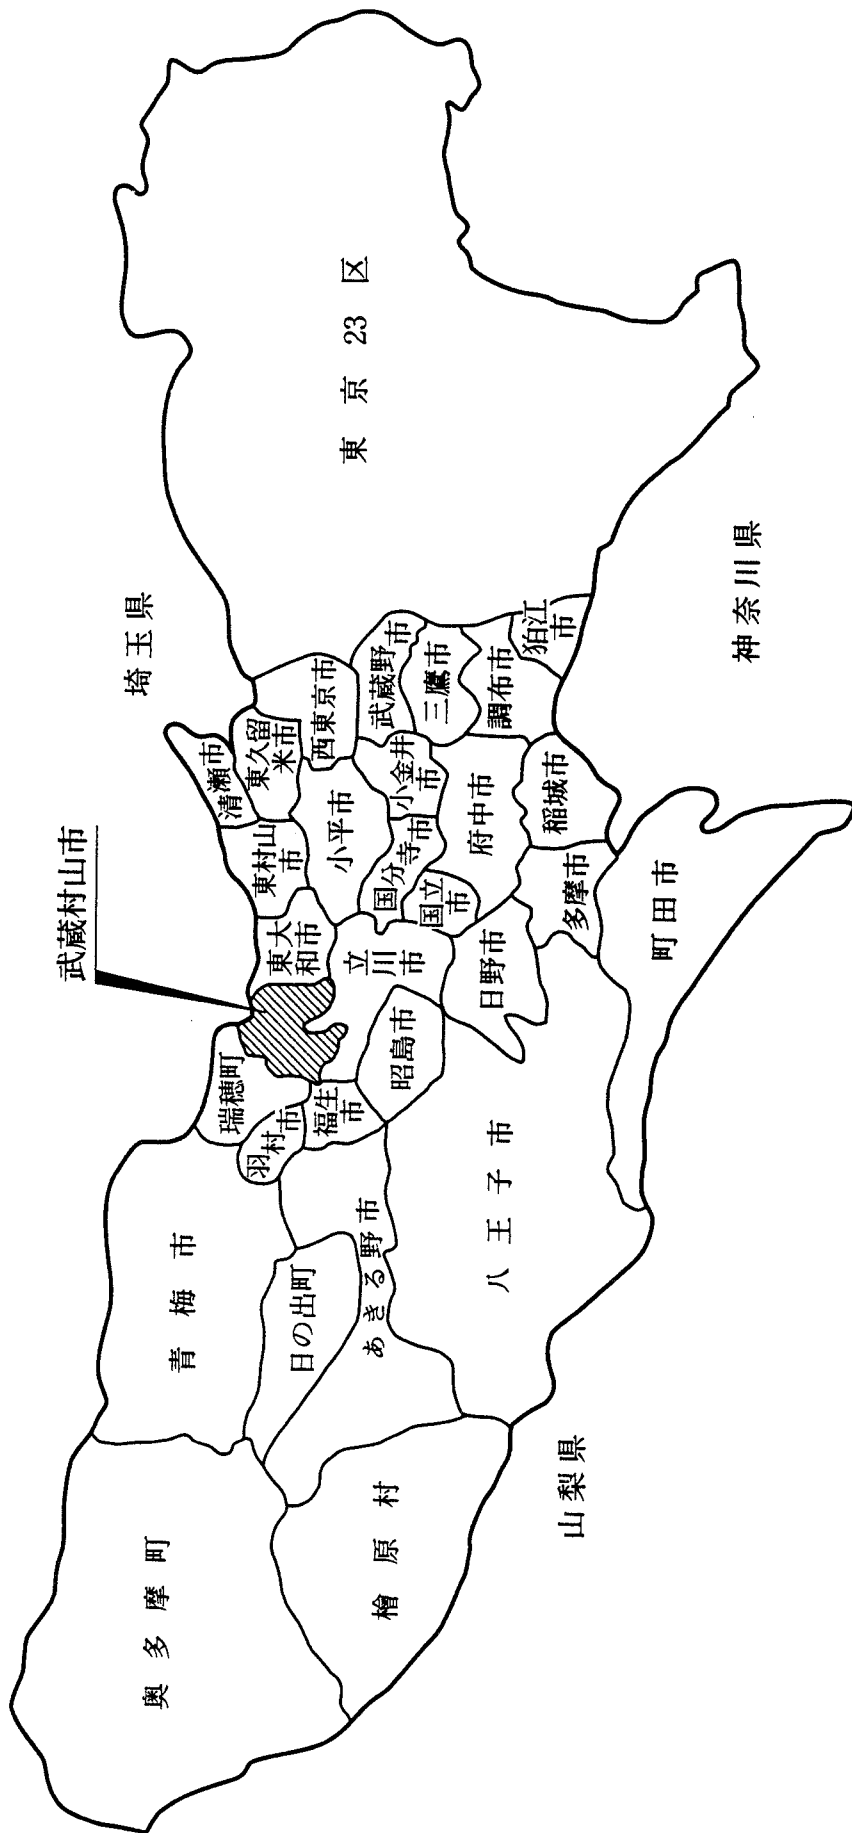 武蔵村山市
埼玉県
東京23区
奥多摩町
青梅市
瑞穂町
羽村市
福生市
日の出町
あきる野市
檜原村
東大
和市
東村山
市
清瀬市
東久留
米市
西東京市
小平市
立川
市
昭島市
国分寺
市
国立
市
小金井
市
武蔵野
市
三鷹市
調布市
狛江
市
府中市
稲城市
多摩市
日野市
八王子市
町田市
神奈川県
山梨県